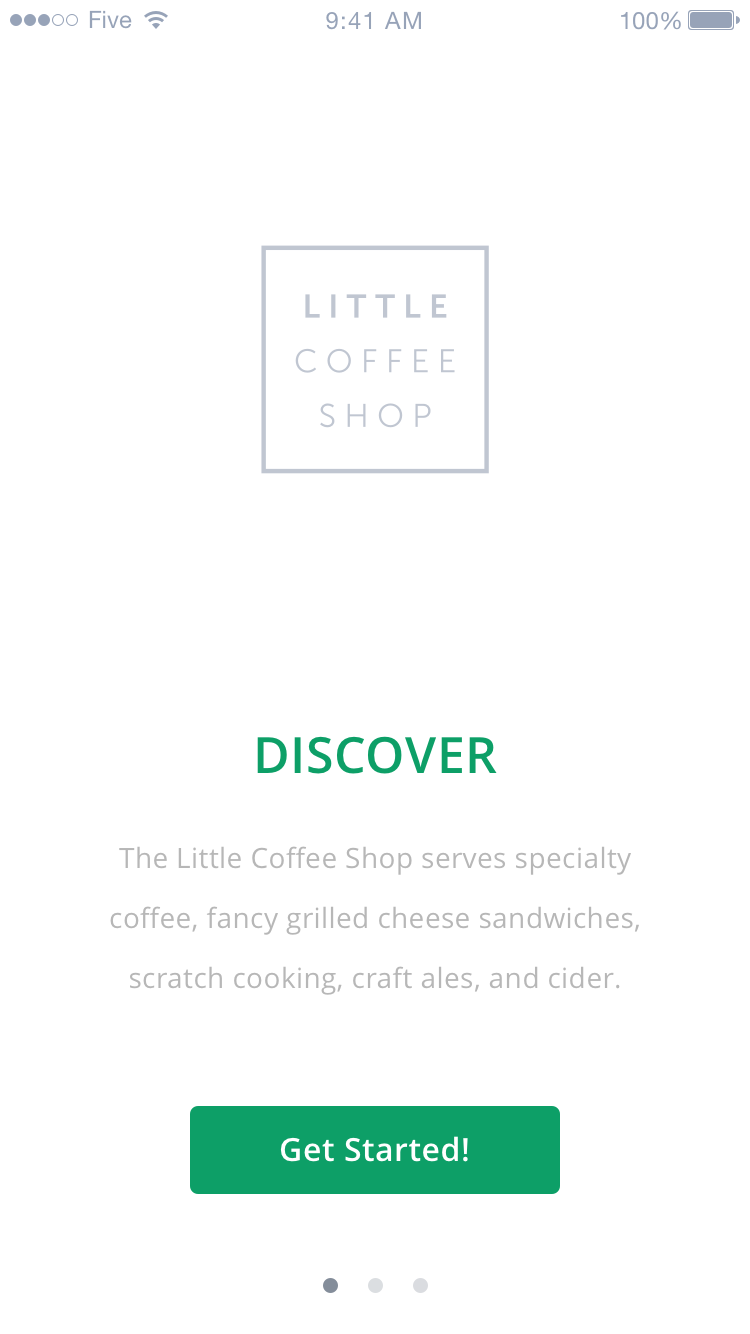 Five 9:41 AM 100%
LITTLE
COFFEE
SHOP
DISCOVER
The Little Coffee Shop serves specialty
coffee, fancy grilled cheese sandwiches,
scratch cooking, craft ales, and cider.
Get Started!